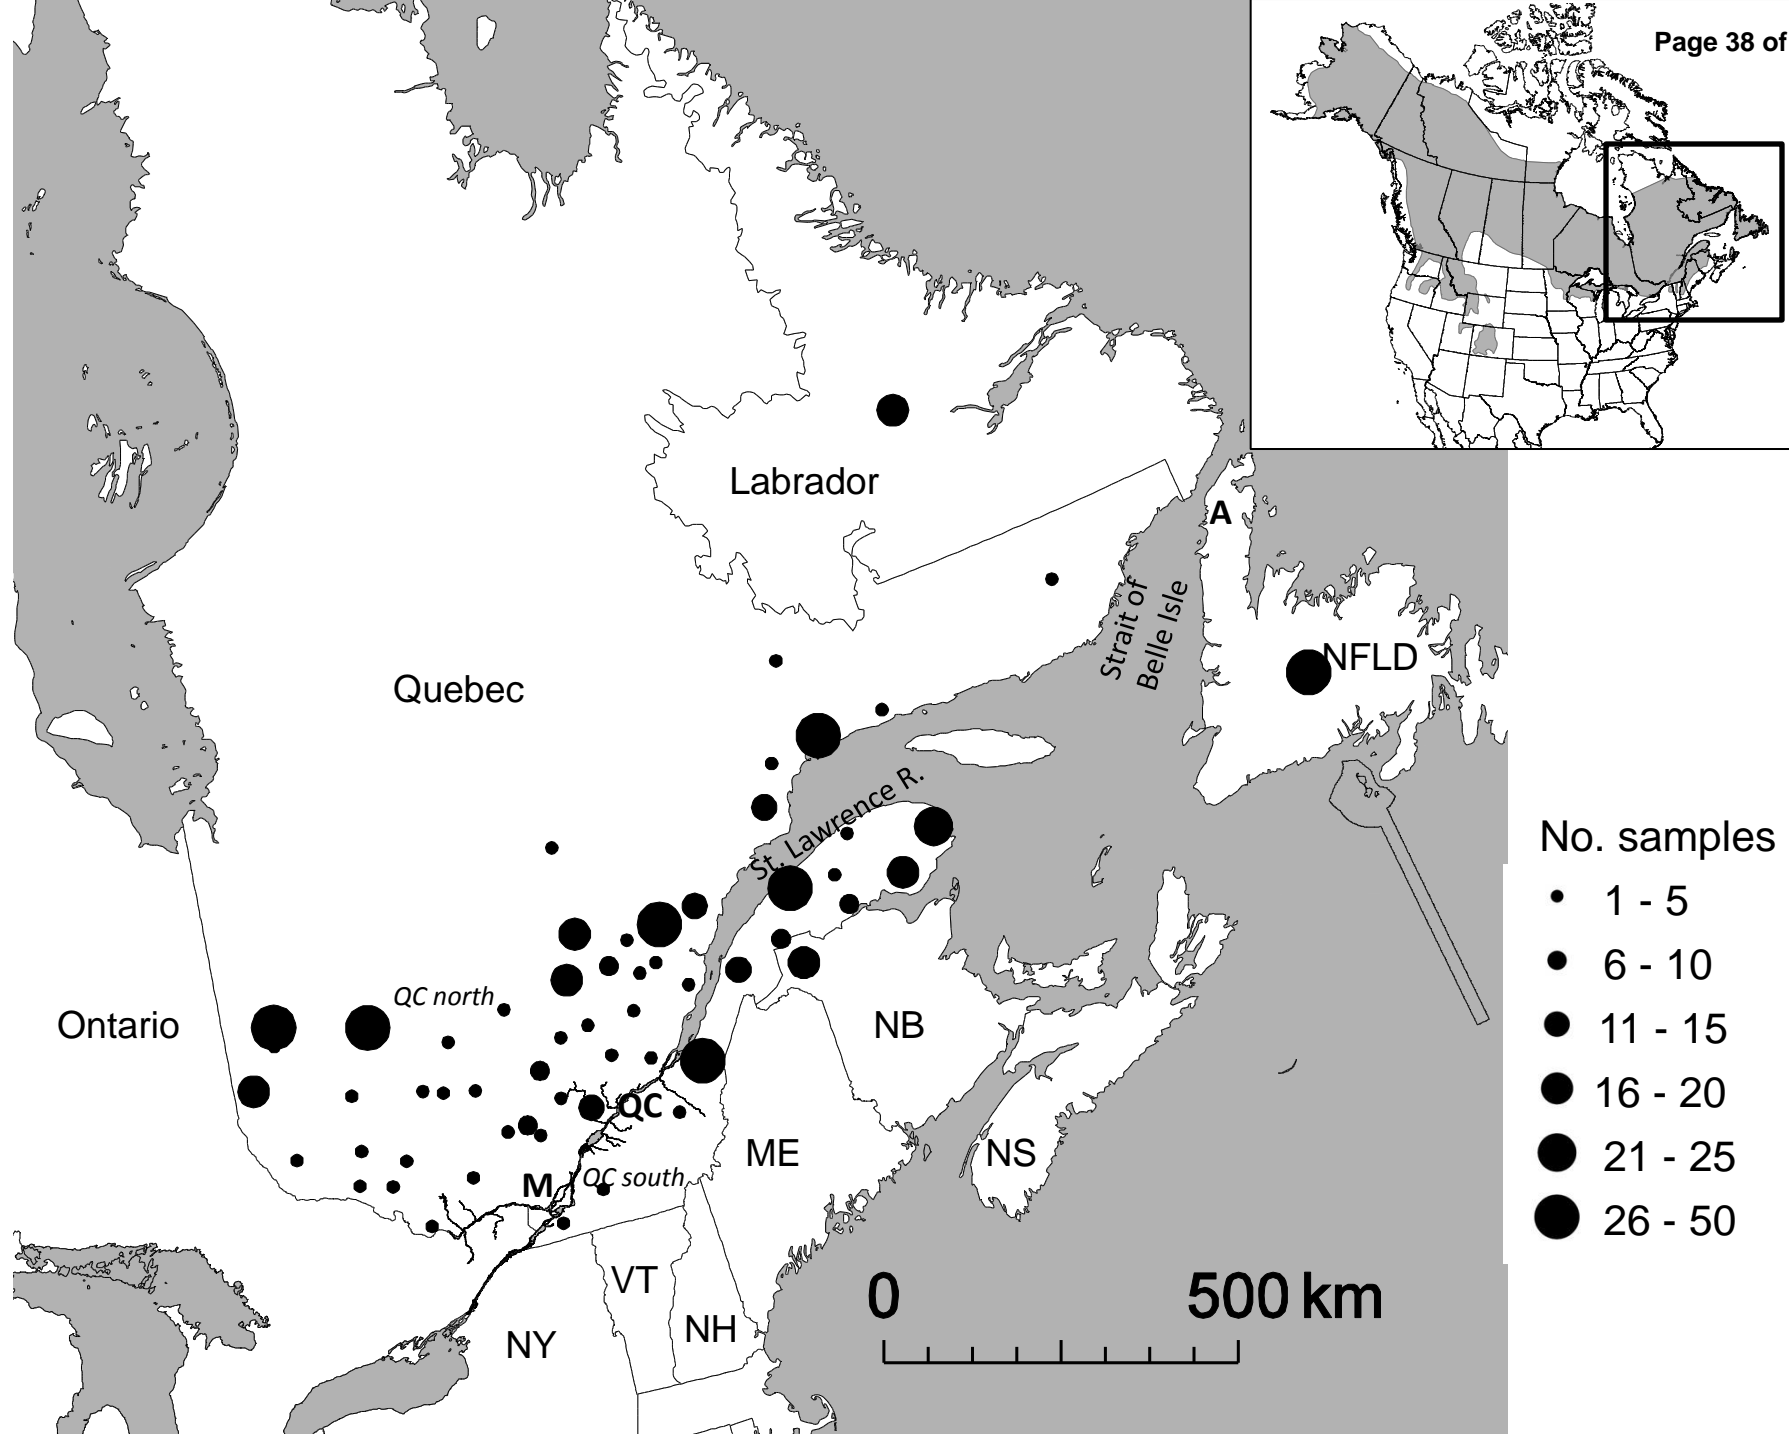 Page 38 of
Labrador
A
Strait of
Belle Isle
NFLD
Quebec
St. Lawrence R.
No. samples
1 - 5
6 - 10
11 - 15
16 - 20
21 - 25
26 - 50
QC north
Ontario
NB
QC
ME
NS
M
QC south
VT
NH
NY
0
500 km